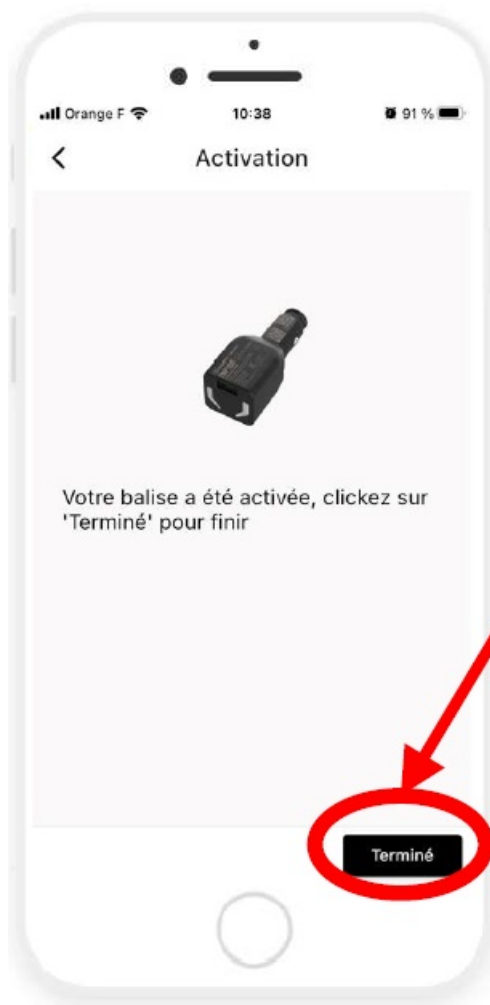 Orange F
10:38
91 %
Activation
Votre balise a été activée, clickez sur
'Terminé' pour finir
Terminé